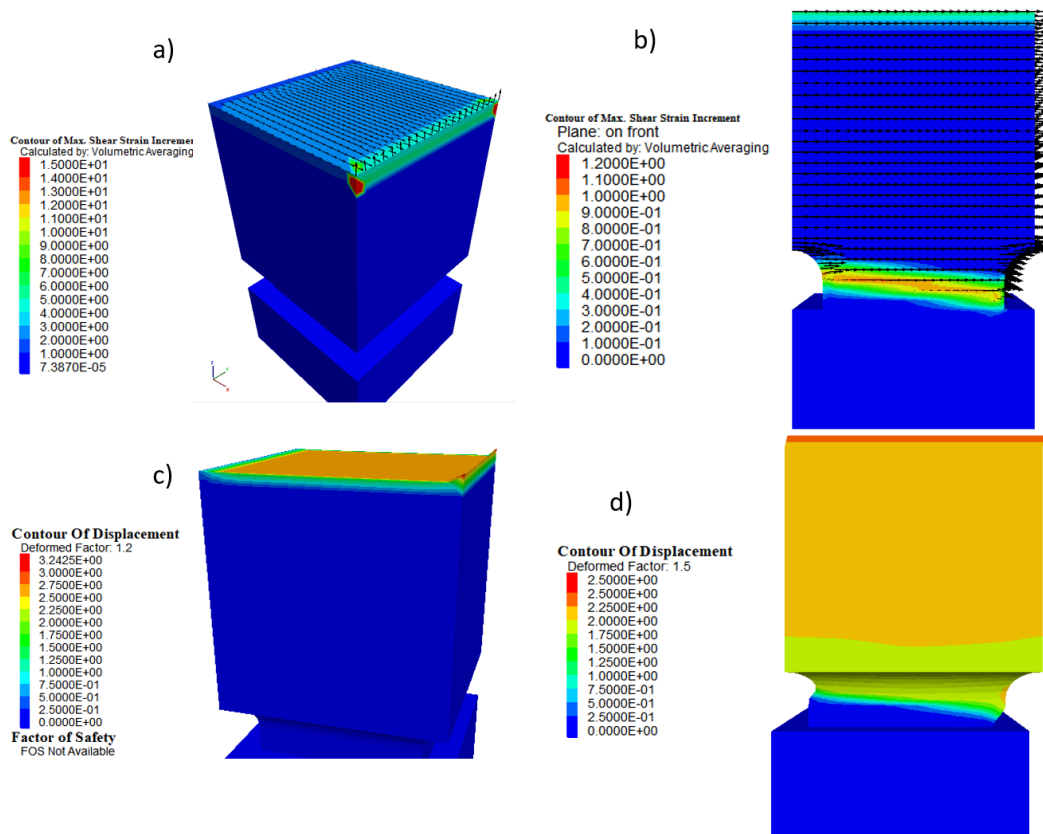 a)
Contour of Max. Shear Strain Incremen
Calculated by: Volumetric Averaging
1.5000E+01
1.4000E+01
1.3000E+01
1.2000E+01
1.1000E+01
1.0000E+01
9.0000E+00
8.0000E+00
7.0000E+00
6.0000E+00
5.0000E+00
4.0000E+00
3.0000E+00
2.0000E+00
1.0000E+00
7.3870E-05
z
y
x
b)
Contour of Max. Shear Strain Increment
Plane: on front
Calculated by: Volumetric Averaging
1.2000E+00
1.1000E+00
1.0000E+00
9.0000E-01
8.0000E-01
7.0000E-01
6.0000E-01
5.0000E-01
4.0000E-01
3.0000E-01
2.0000E-01
1.0000E-01
0.0000E+00
c)
Contour Of Displacement
Deformed Factor: 1.2
3.2425E+00
3.0000E+00
2.7500E+00
2.5000E+00
2.2500E+00
2.0000E+00
1.7500E+00
1.5000E+00
1.2500E+00
1.0000E+00
7.5000E-01
5.0000E-01
2.5000E-01
0.0000E+00
Factor of Safety
FOS Not Available
d)
Contour Of Displacement
Deformed Factor: 1.5
2.5000E+00
2.5000E+00
2.2500E+00
2.0000E+00
1.7500E+00
1.5000E+00
1.2500E+00
1.0000E+00
7.5000E-01
5.0000E-01
2.5000E-01
0.0000E+00